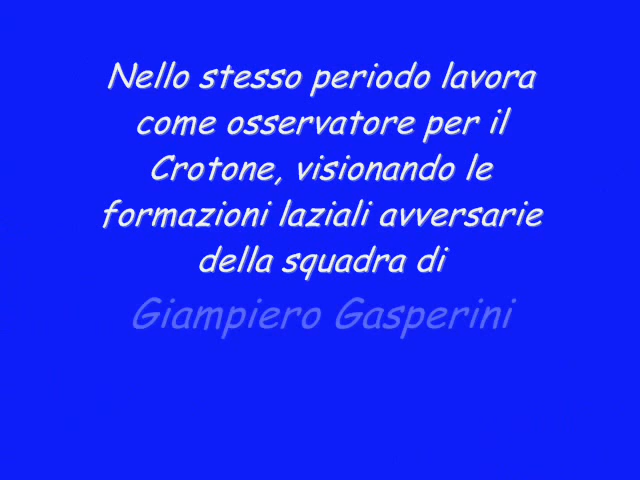 Nello stesso periodo lavora
come osservatore per il
Crotone, visionando le
formazioni laziali avversarie
della squadra di
Giampiero Gasperini